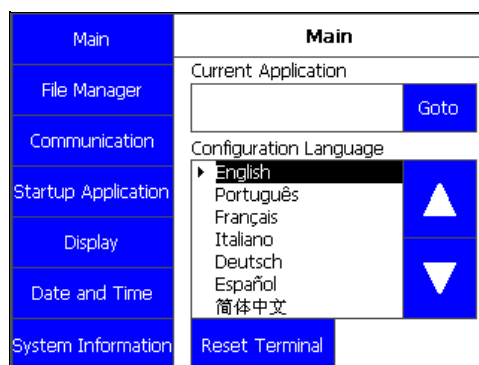 Main
File Manager
Communication
Startup Application
Display
Date and Time
System Information
Main
Current Application
Goto
Configuration Language
English
Português
Français
Italiano
Deutsch
Español
简体中文
Reset Terminal